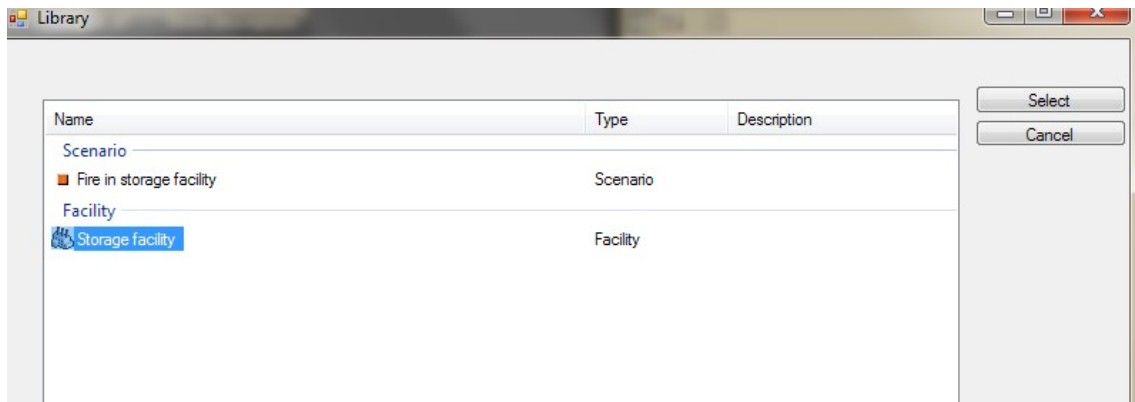 Library
Select
Name Type Description
Cancel
Scenario
Fire in storage facility Scenario
Facility
Storage facility Facility